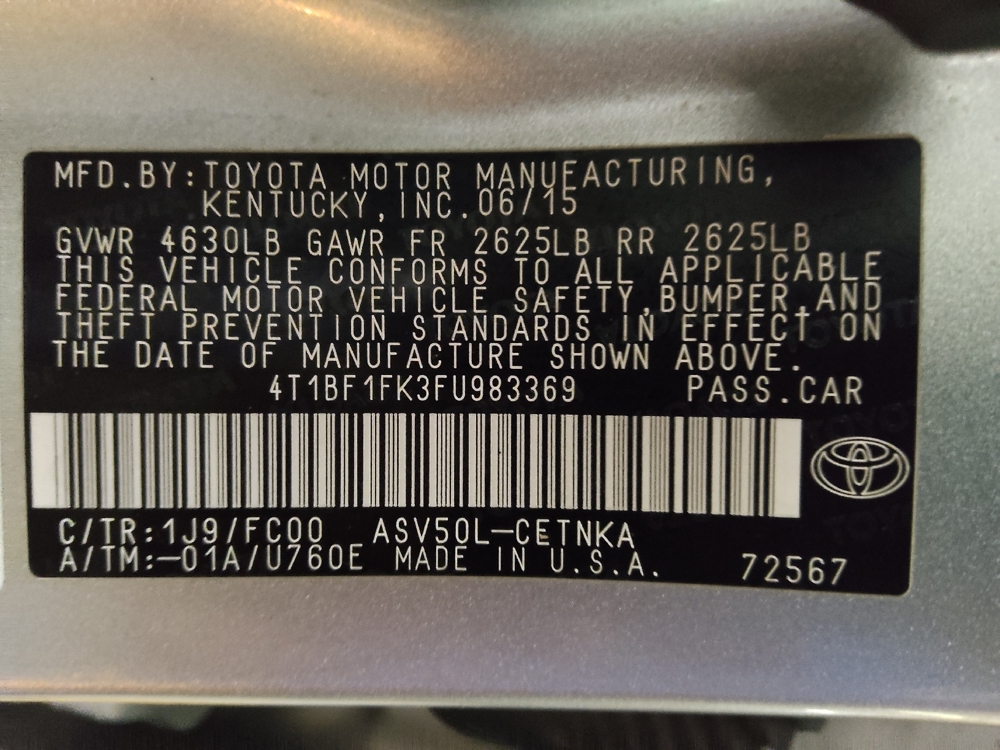 MFD.BY:TOYOTA MOTOR MANUFACTURING,
KENTUCKY,INC.06/15
GVWR 4630LB GAWR FR 2625LB RR 2625LB
THIS VEHICLE CONFORMS TO ALL APPLICABLE
FEDERAL MOTOR VEHICLE SAFETY,BUMPER,AND
THEFT PREVENTION STANDARDS IN EFFECT ON
THE DATE OF MANUFACTURE SHOWN ABOVE.
4T1BF1FK3FU983369 PASS.CAR
C/TR:1J9/FC00 ASV50L-CETNKA
A/TM:-01A/U760E MADE IN U.S.A. 72567